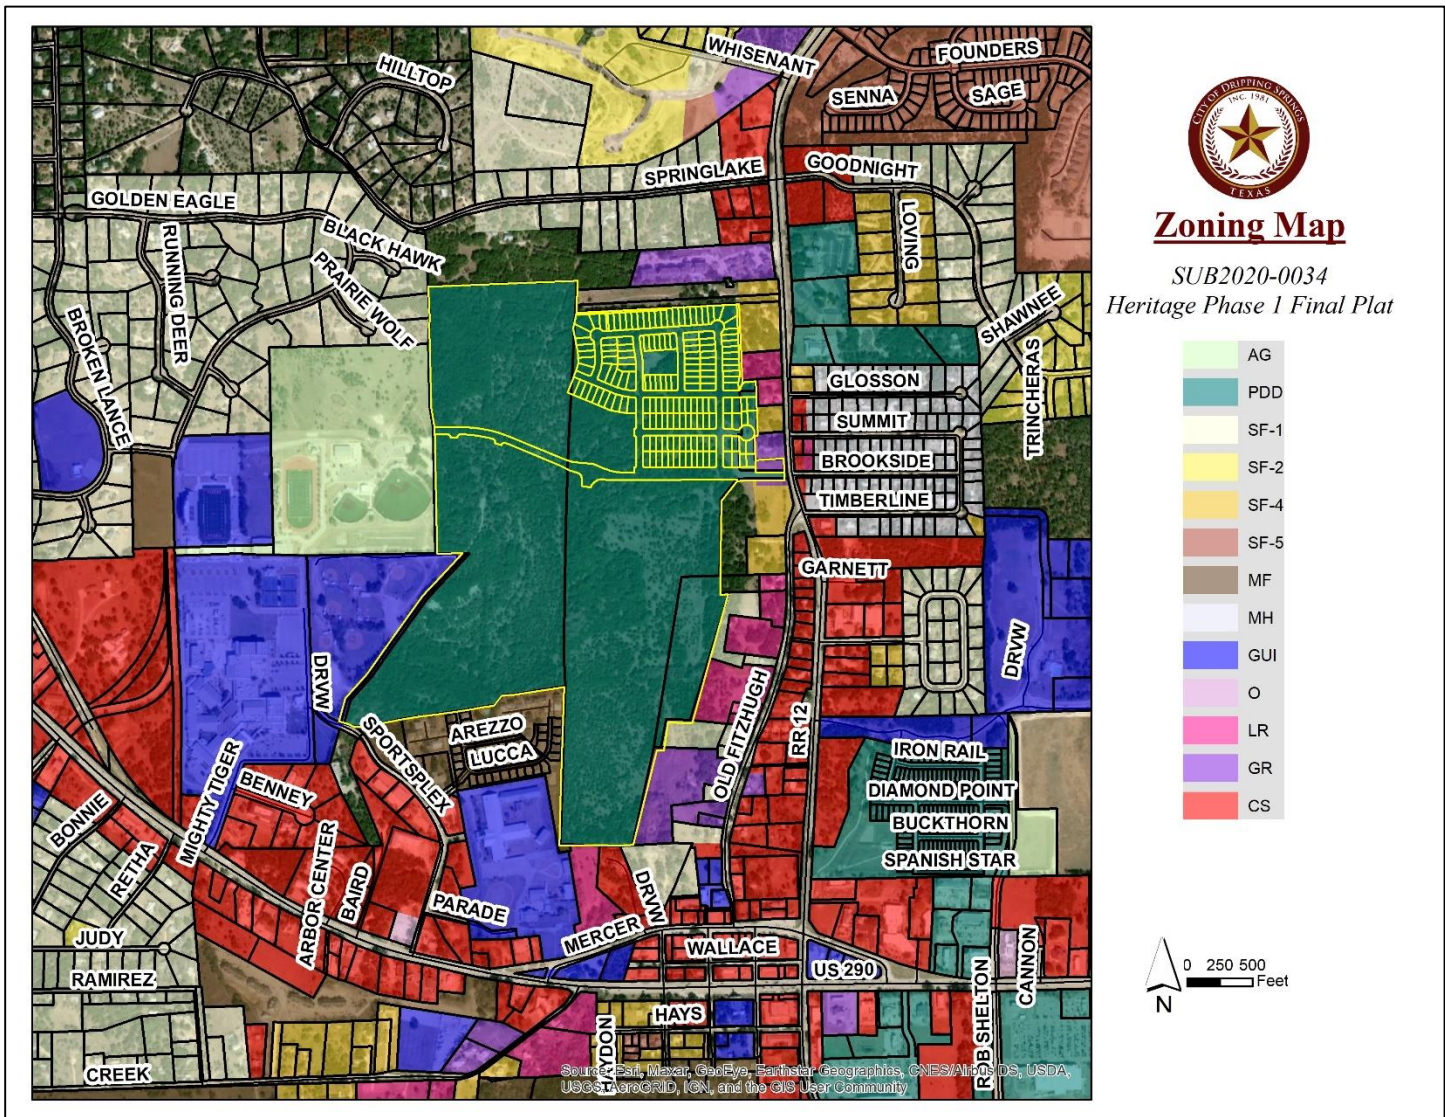 WHISENANT
FOUNDERS
HILLTOP
SENNA
SAGE
SPRINGLAKE
GOODNIGHT
GOLDEN EAGLE
RUNNING DEER
BLACK HAWK
PRAIRIE WOLF
LOVING
BROKEN LANCE
SHAWNEE
TRINCHERAS
GLOSSON
SUMMIT
BROOKSIDE
TIMBERLINE
GARNETT
DRVW
DRVW
SPORTSPLEX
AREZZO
LUCCA
OLD FITZHUGH
RR 12
IRON RAIL
DIAMOND POINT
BUCKTHORN
SPANISH STAR
MIGHTY TIGER
BENNEY
BONNIE
RETHA
ARBOR CENTER
BAIRD
PARADE
DRVW
MERCER
WALLACE
US 290
ROB SHELTON
CANNON
JUDY
RAMIREZ
HAYS
HAYDON
CREEK
Source: Esri, Maxar, GeoEye, Earthstar Geographics, CNES/Airbus DS, USDA,
USGS, AeroGRID, IGN, and the GIS User Community
CITY OF DRIPPING SPRINGS
INC. 1981
TEXAS
Zoning Map
SUB2020-0034
Heritage Phase 1 Final Plat
AG
PDD
SF-1
SF-2
SF-4
SF-5
MF
MH
GUI
O
LR
GR
CS
0 250 500
Feet
N